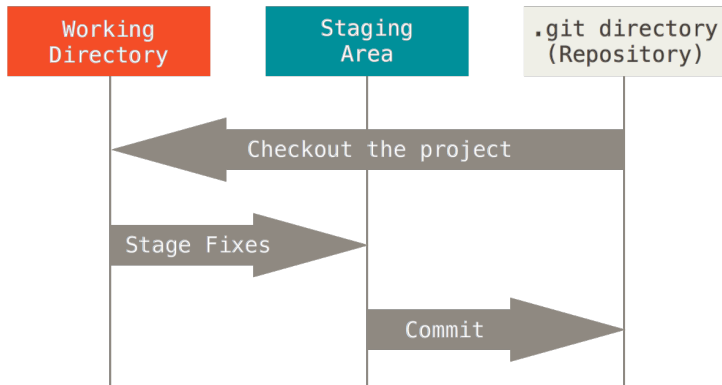 Working
Directory
Staging
Area
.git directory
(Repository)
Checkout the project
Stage Fixes
Commit